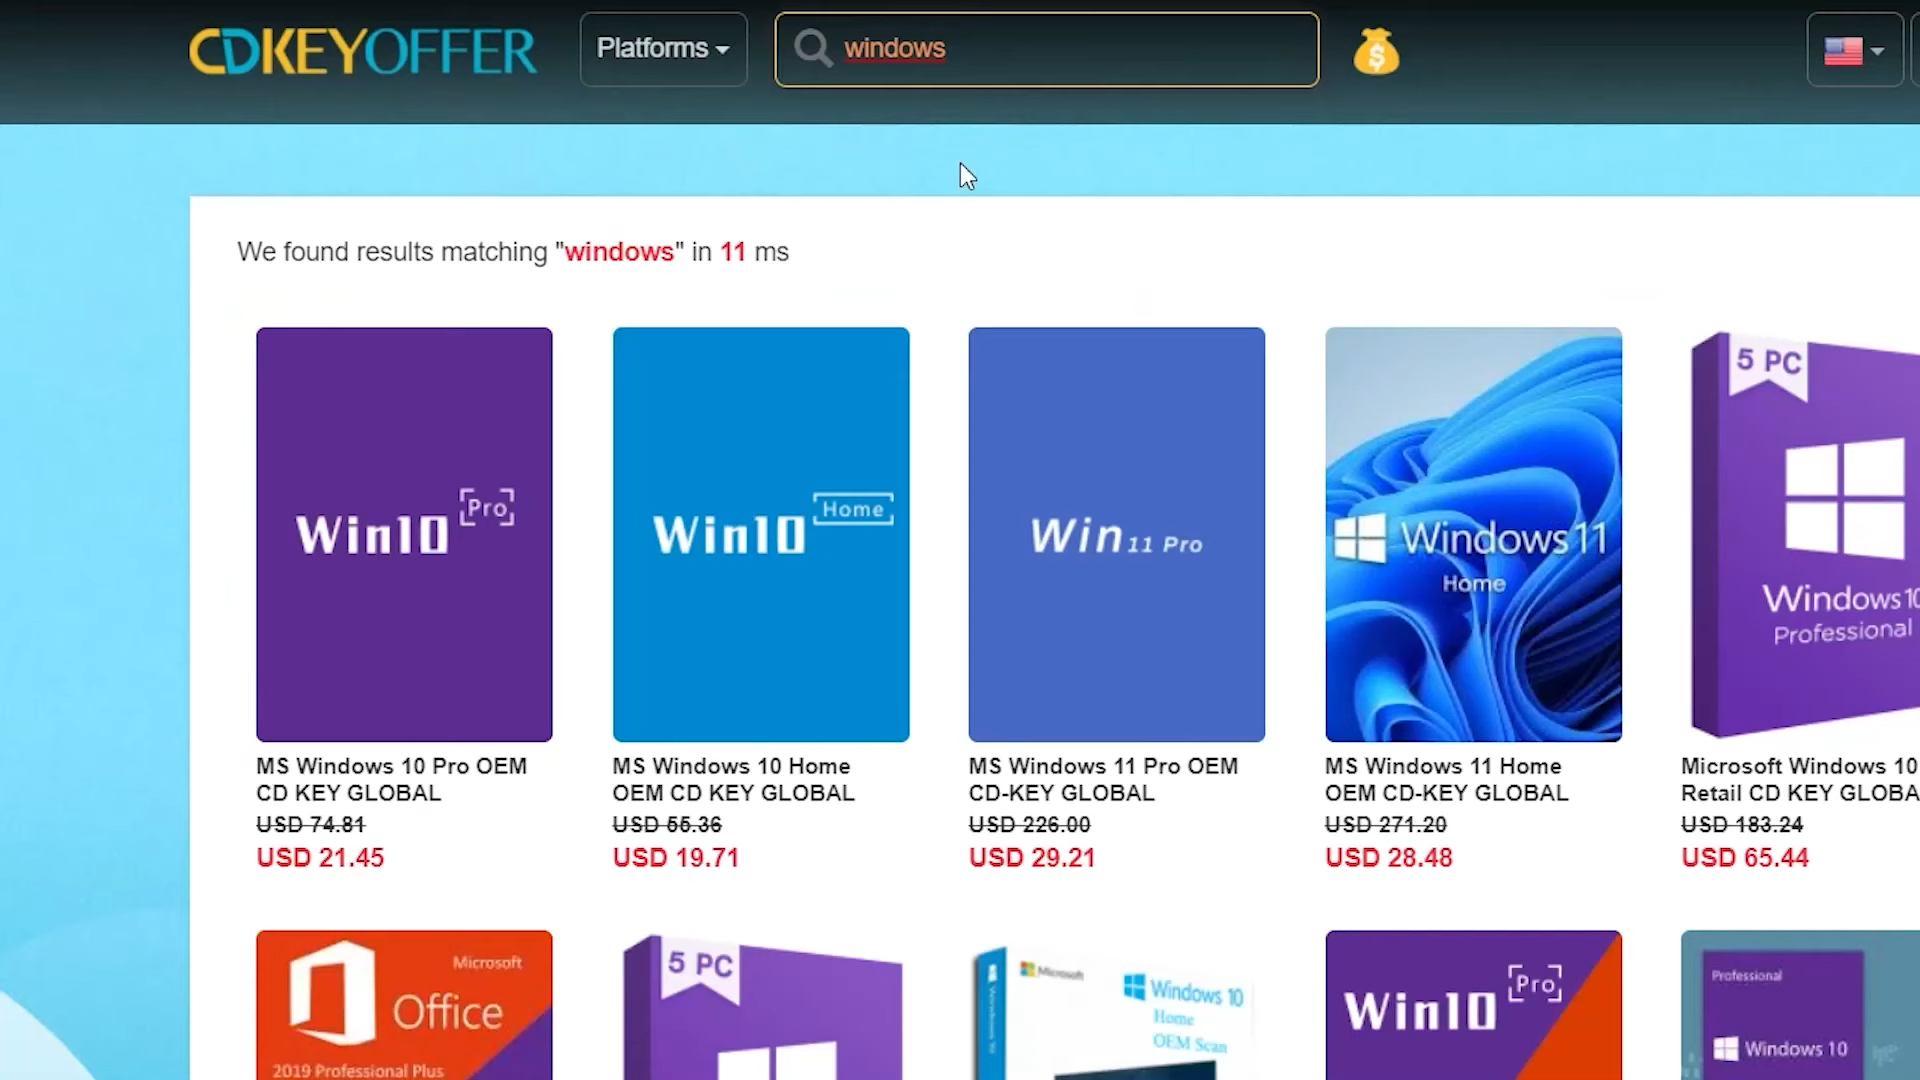 CDKEYOFFER
Platforms
windows
We found results matching "windows" in 11 ms
Win10 [Pro]
Win10 [Home]
Win 11 Pro
Windows 11
Home
5 PC
Windows 10
Professional
MS Windows 10 Pro OEM
CD KEY GLOBAL
USD 74.81
USD 21.45
MS Windows 10 Home
OEM CD KEY GLOBAL
USD 55.36
USD 19.71
MS Windows 11 Pro OEM
CD-KEY GLOBAL
USD 226.00
USD 29.21
MS Windows 11 Home
OEM CD-KEY GLOBAL
USD 271.20
USD 28.48
Microsoft Windows 10
Retail CD KEY GLOBA
USD 183.24
USD 65.44
Microsoft
Office
2019 Professional Plus
5 PC
Microsoft
Windows 10
Home
OEM Scan
Win10 [Pro]
Professional
Windows 10